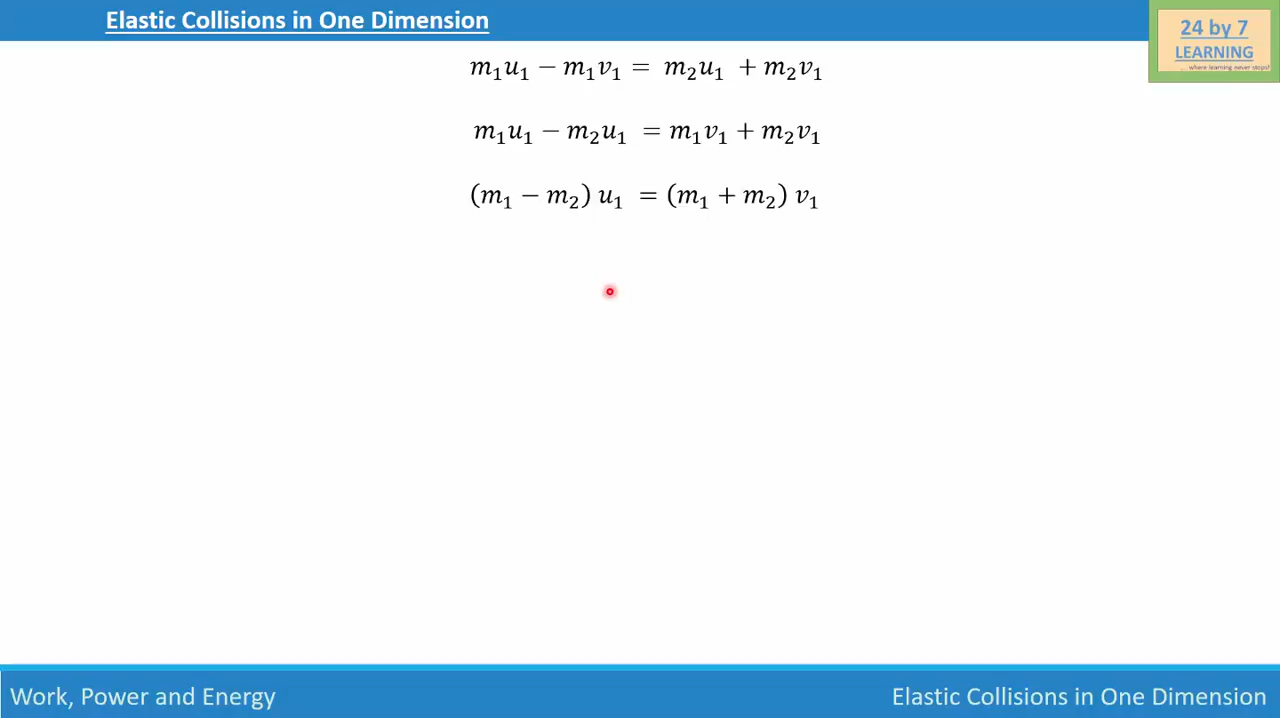 Elastic Collisions in One Dimension
24 by 7
LEARNING
... where learning never stops!
m₁u₁ − m₁v₁ = m₂u₁ + m₂v₁
m₁u₁ − m₂u₁ = m₁v₁ + m₂v₁
(m₁ − m₂) u₁ = (m₁ + m₂) v₁
Work, Power and Energy
Elastic Collisions in One Dimension